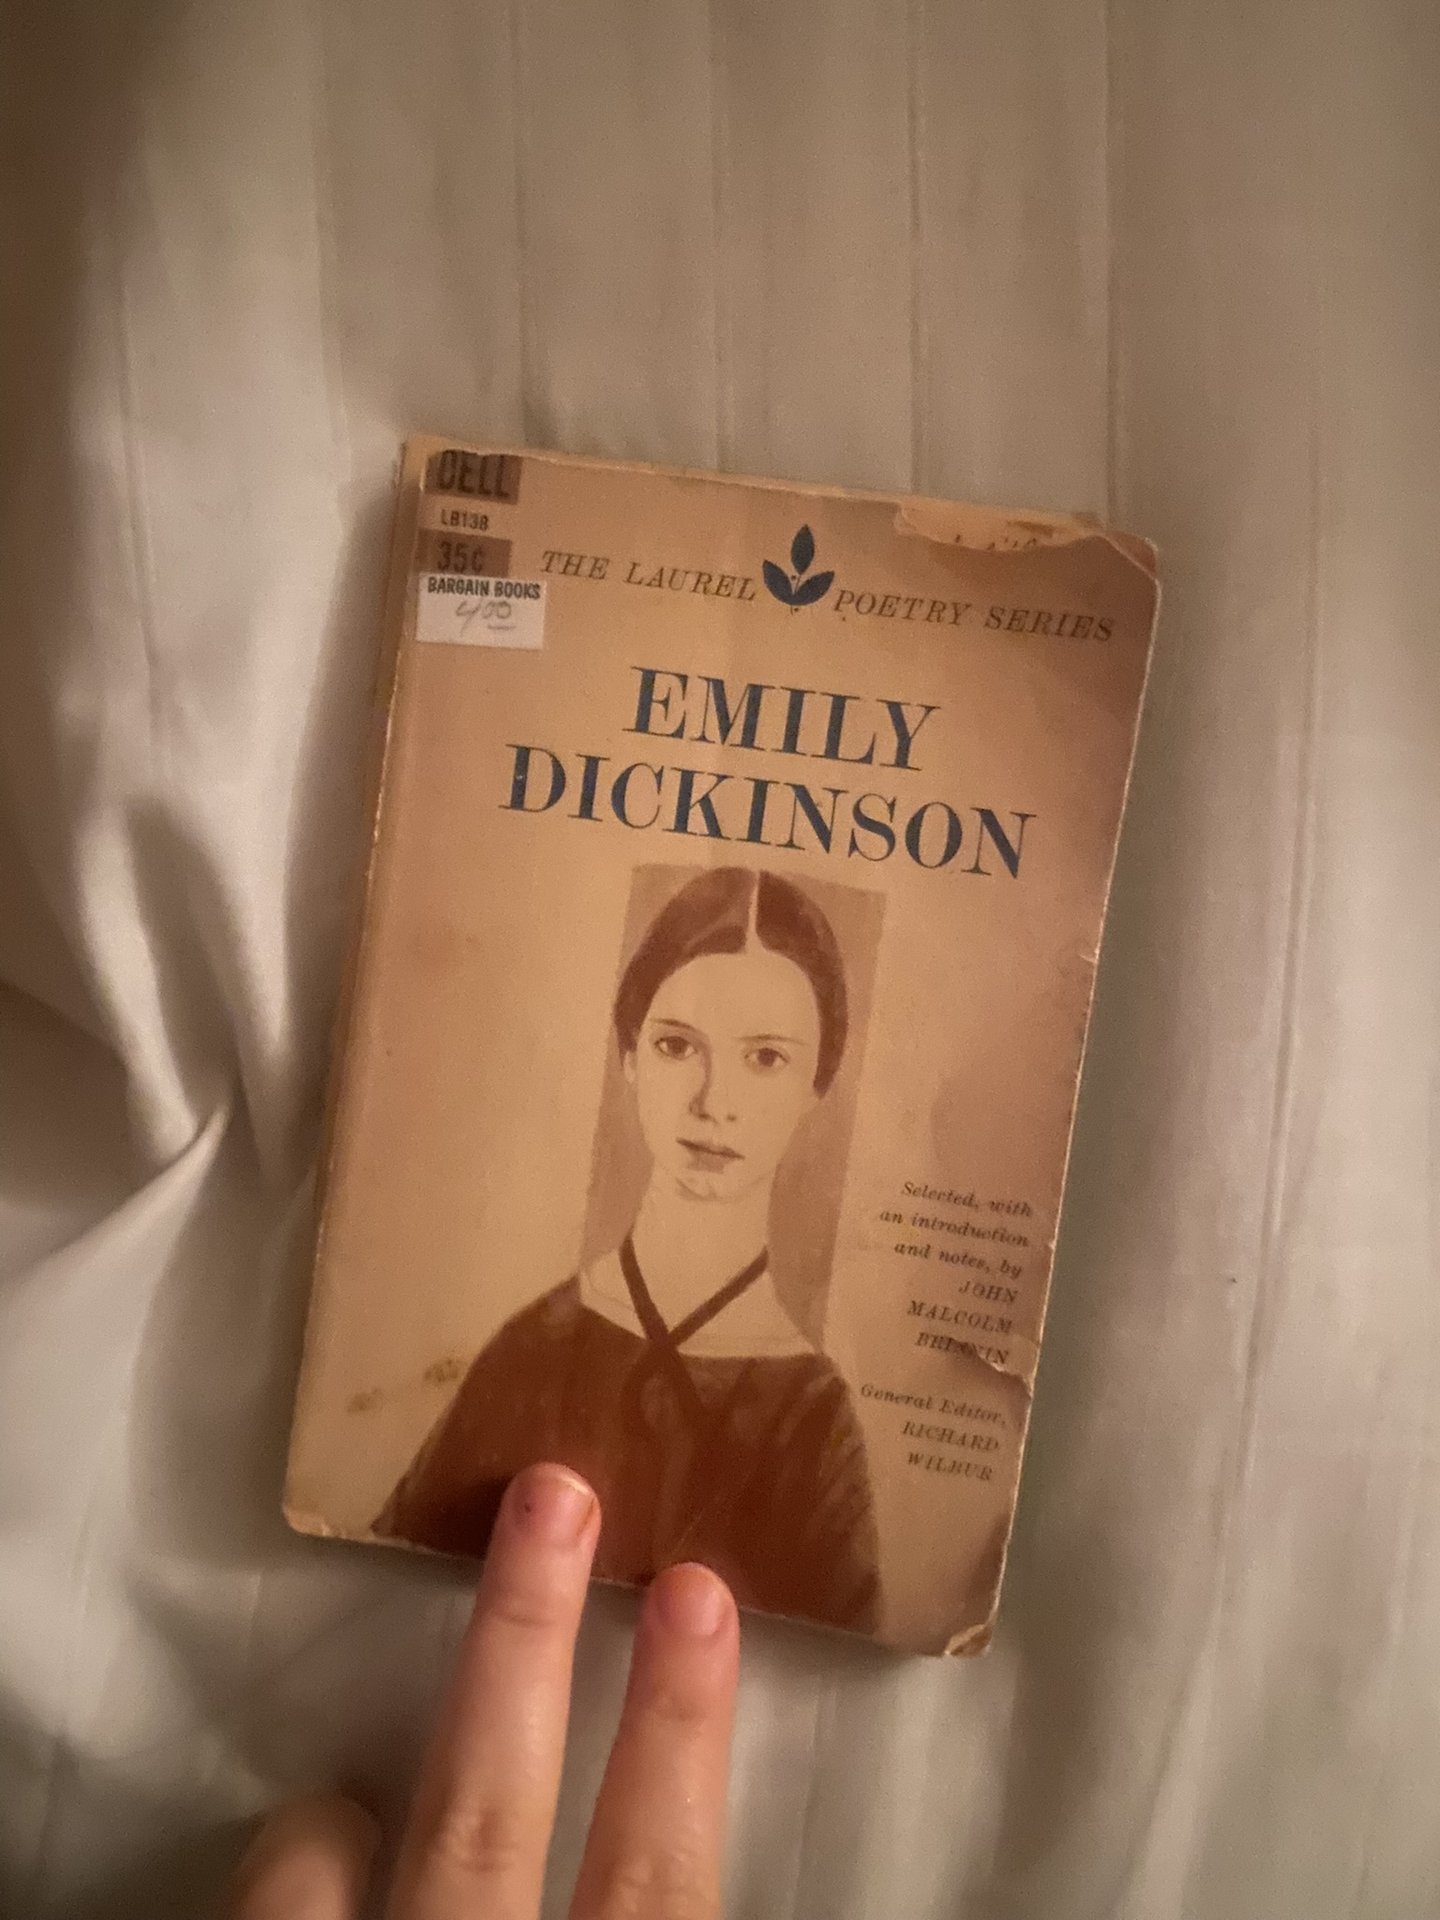 DELL
LB138
35¢
BARGAIN BOOKS
4.00
THE LAUREL POETRY SERIES
EMILY
DICKINSON
Selected, with
an introduction
and notes, by
JOHN
MALCOLM
BRINNIN
General Editor,
RICHARD
WILBUR